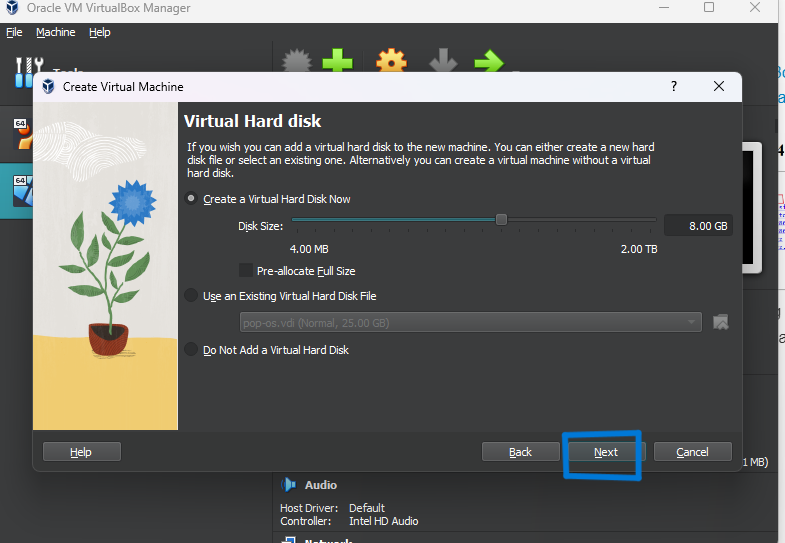 Oracle VM VirtualBox Manager
File Machine Help
Tools
Create Virtual Machine
?
64
64
Virtual Hard disk
If you wish you can add a virtual hard disk to the new machine. You can either create a new hard
disk file or select an existing one. Alternatively you can create a virtual machine without a virtual
hard disk.
Create a Virtual Hard Disk Now
Disk Size:
8.00 GB
4.00 MB
2.00 TB
Pre-allocate Full Size
Use an Existing Virtual Hard Disk File
pop-os.vdi (Normal, 25.00 GB)
Do Not Add a Virtual Hard Disk
Help
Back
Next
Cancel
1 MB)
Audio
Host Driver: Default
Controller: Intel HD Audio
Network